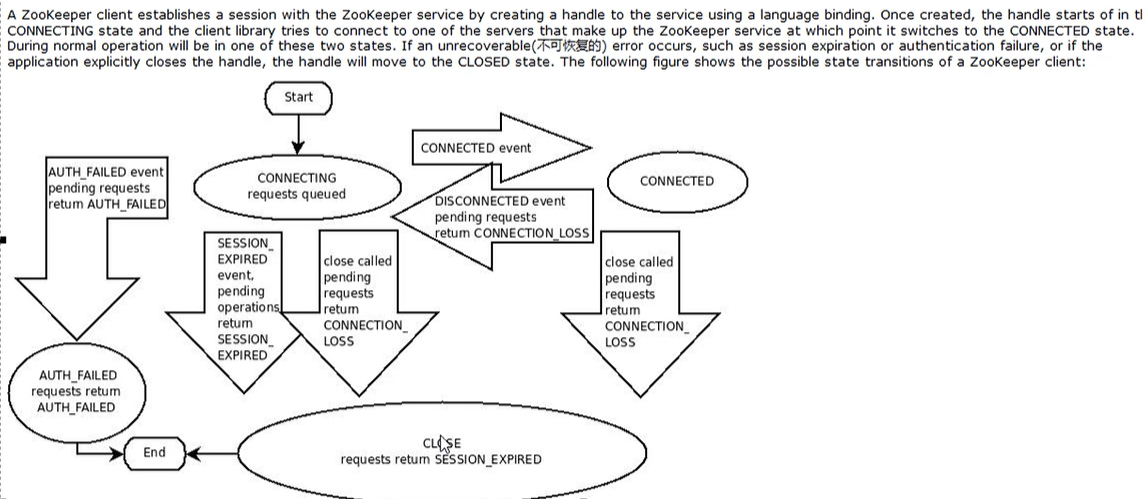 A ZooKeeper client establishes a session with the ZooKeeper service by creating a handle to the service using a language binding. Once created, the handle starts of in
CONNECTING state and the client library tries to connect to one of the servers that make up the ZooKeeper service at which point it switches to the CONNECTED state.
During normal operation will be in one of these two states. If an unrecoverable(不可恢复的) error occurs, such as session expiration or authentication failure, or if the
application explicitly closes the handle, the handle will move to the CLOSED state. The following figure shows the possible state transitions of a ZooKeeper client:
Start
CONNECTED event
AUTH_FAILED event
pending requests
return AUTH_FAILED
CONNECTING
requests queued
CONNECTED
DISCONNECTED event
pending requests
return CONNECTION_LOSS
SESSION_
EXPIRED
event,
pending
operations
return
SESSION_
EXPIRED
close called
pending
requests
return
CONNECTION_
LOSS
close called
pending
requests
return
CONNECTION_
LOSS
AUTH_FAILED
requests return
AUTH_FAILED
End
CLOSE
requests return SESSION_EXPIRED